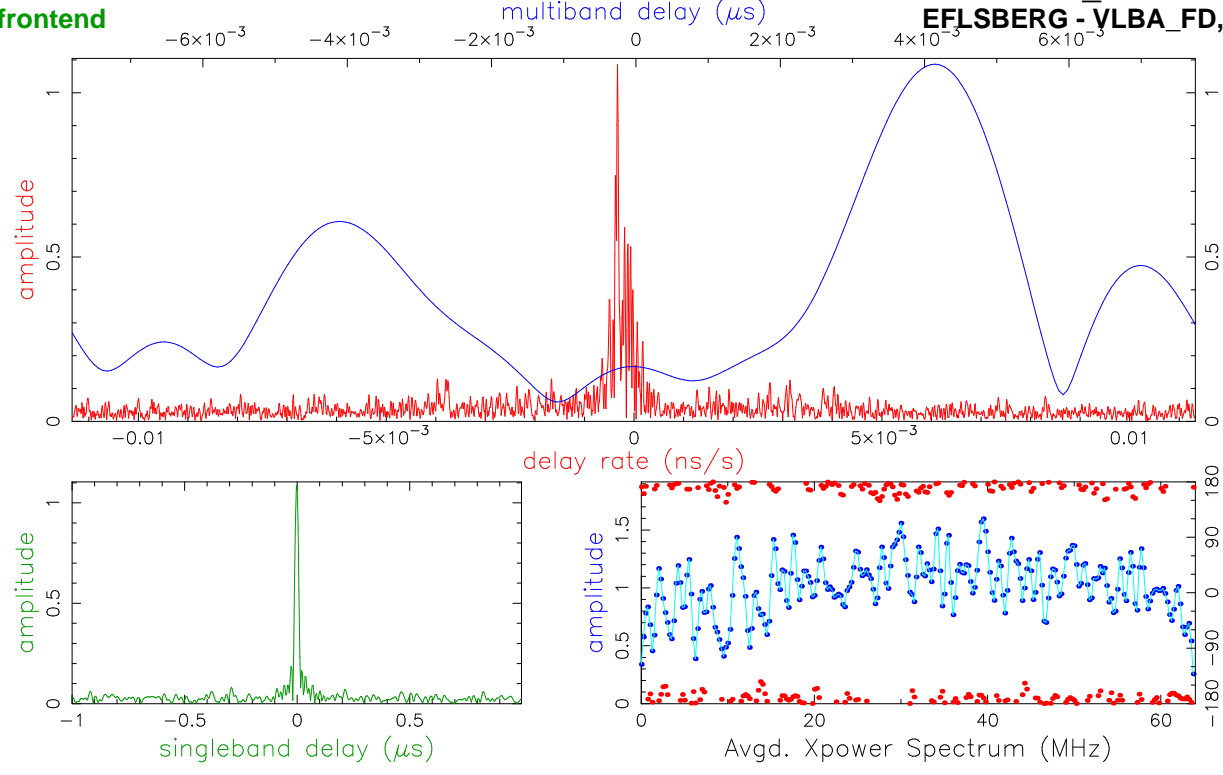 frontend
multiband delay (μs)
EFLSBERG - VLBA_FD,
−6×10⁻³ −4×10⁻³ −2×10⁻³ 0 2×10⁻³ 4×10⁻³ 6×10⁻³
amplitude
0 0.5 1
0 0.5 1
−0.01 −5×10⁻³ 0 5×10⁻³ 0.01
delay rate (ns/s)
amplitude
0 0.5 1
−1 −0.5 0 0.5
singleband delay (μs)
amplitude
0 0.5 1 1.5
−180 −90 0 90 180
0 20 40 60
Avgd. Xpower Spectrum (MHz)